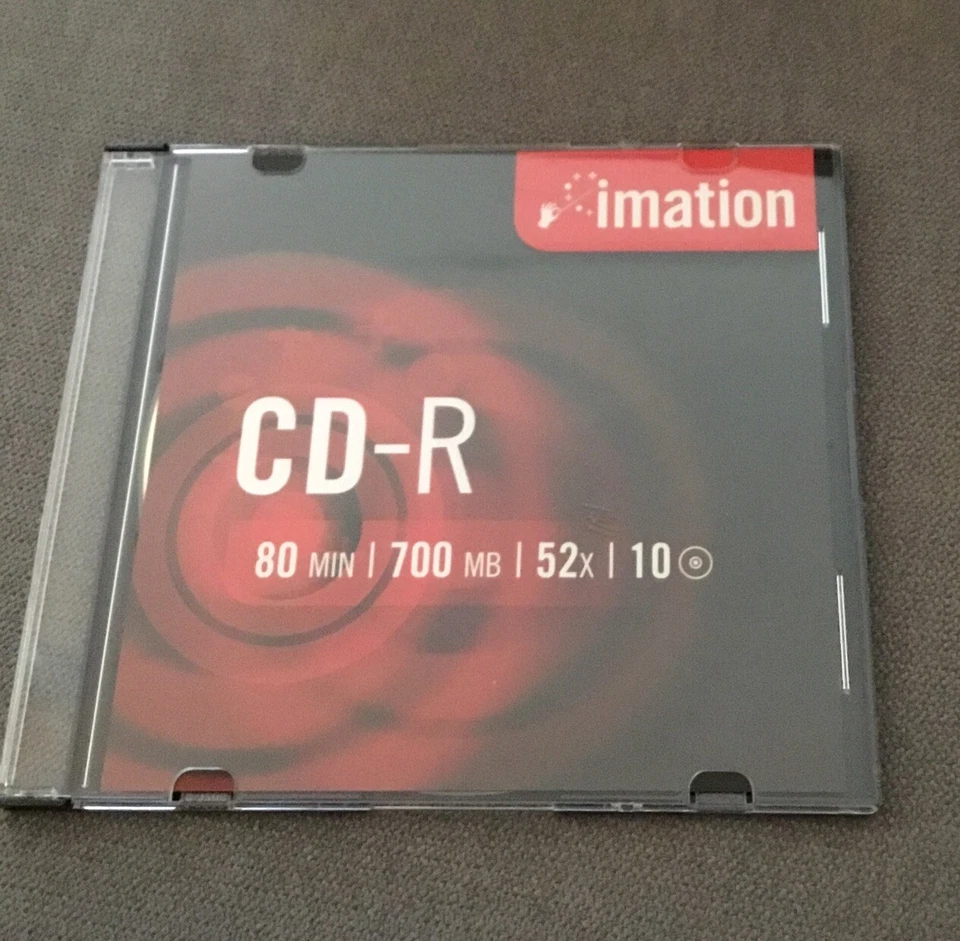 imation
CD-R
80 MIN | 700 MB | 52x | 10